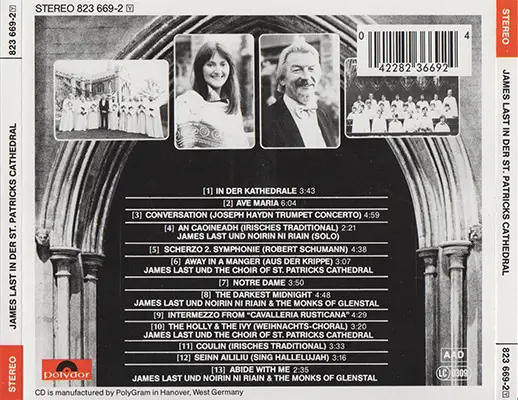 STEREO 823 669-2 Y
0 42282 36692 4
[1] IN DER KATHEDRALE 3:43
[2] AVE MARIA 6:04
[3] CONVERSATION (JOSEPH HAYDN TRUMPET CONCERTO) 4:59
[4] AN CAOINEADH (IRISCHES TRADITIONAL) 2:21
JAMES LAST UND NOIRIN NI RIAIN (SOLO)
[5] SCHERZO 2. SYMPHONIE (ROBERT SCHUMANN) 4:38
[6] AWAY IN A MANGER (AUS DER KRIPPE) 3:07
JAMES LAST UND THE CHOIR OF ST. PATRICKS CATHEDRAL
[7] NOTRE DAME 3:50
[8] THE DARKEST MIDNIGHT 4:48
JAMES LAST UND NOIRIN NI RIAIN & THE MONKS OF GLENSTAL
[9] INTERMEZZO FROM "CAVALLERIA RUSTICANA" 4:29
[10] THE HOLLY & THE IVY (WEIHNACHTS-CHORAL) 3:20
JAMES LAST UND THE CHOIR OF ST. PATRICKS CATHEDRAL
[11] COULIN (IRISCHES TRADITIONAL) 3:33
[12] SEINN AILILIU (SING HALLELUJAH) 3:16
[13] ABIDE WITH ME 2:35
JAMES LAST UND NOIRIN NI RIAIN & THE MONKS OF GLENSTAL
polydor
AAD
LC 0309
CD is manufactured by PolyGram in Hanover, West Germany
STEREO JAMES LAST IN DER ST. PATRICKS CATHEDRAL 823 669-2 Y
STEREO JAMES LAST IN DER ST. PATRICKS CATHEDRAL 823 669-2 Y